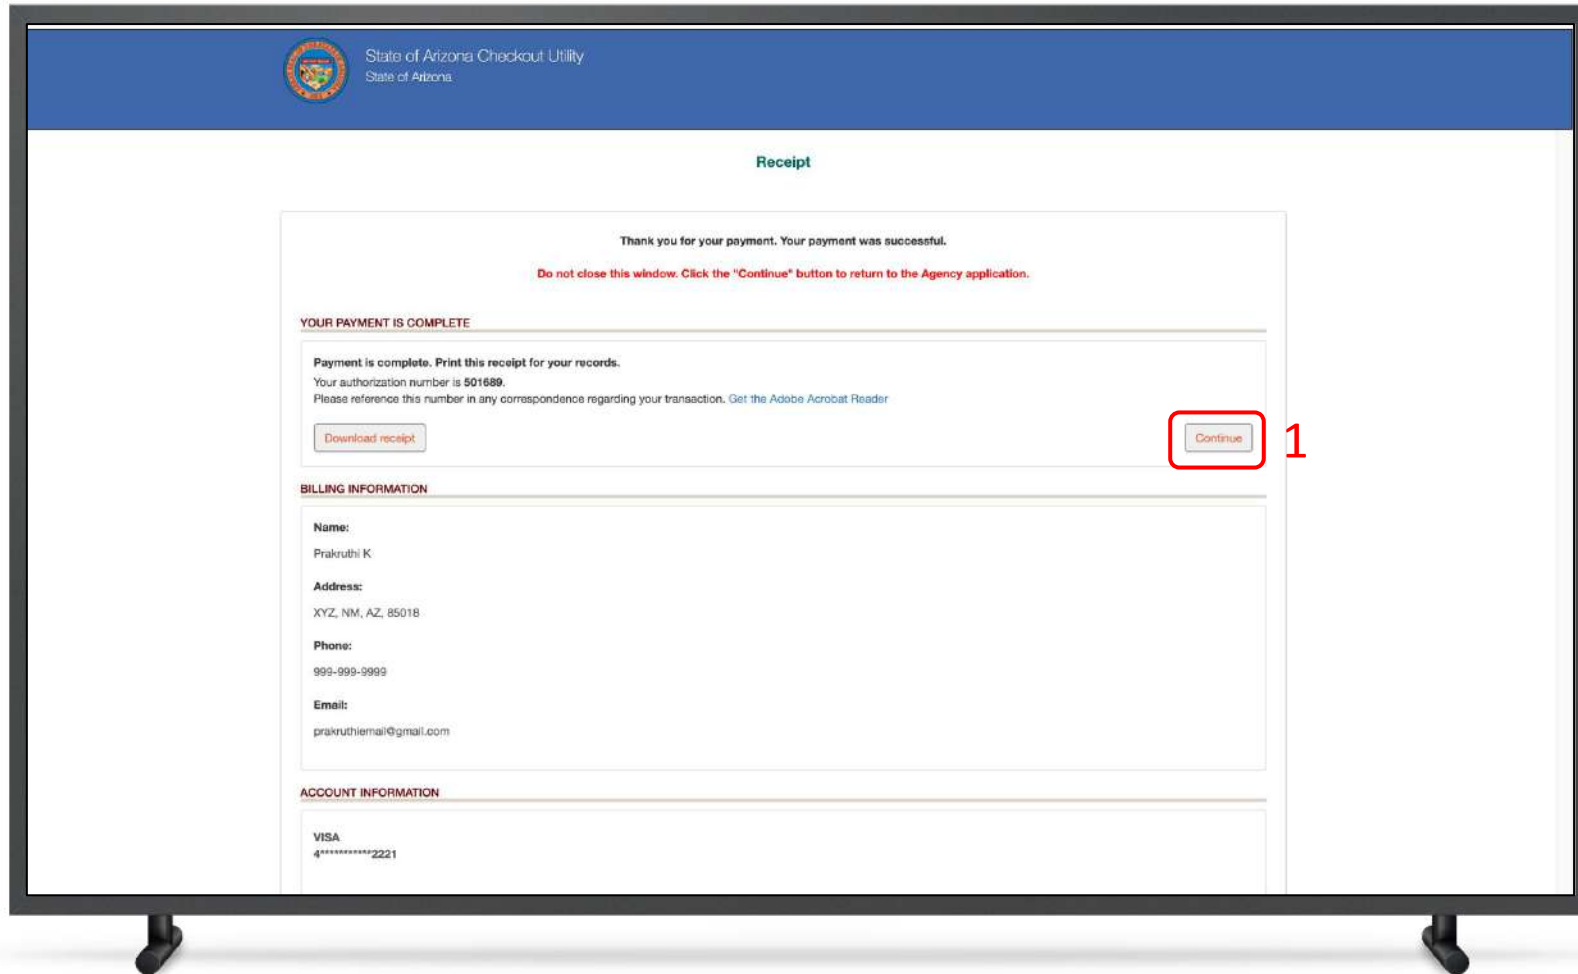 State of Arizona Checkout Utility
State of Arizona
Receipt
Thank you for your payment. Your payment was successful.
Do not close this window. Click the "Continue" button to return to the Agency application.
YOUR PAYMENT IS COMPLETE
Payment is complete. Print this receipt for your records.
Your authorization number is 501689.
Please reference this number in any correspondence regarding your transaction. Get the Adobe Acrobat Reader
Download receipt
Continue
1
BILLING INFORMATION
Name:
Prakruthi K
Address:
XYZ, NM, AZ, 85018
Phone:
999-999-9999
Email:
prakruthiemail@gmail.com
ACCOUNT INFORMATION
VISA
4***********2221